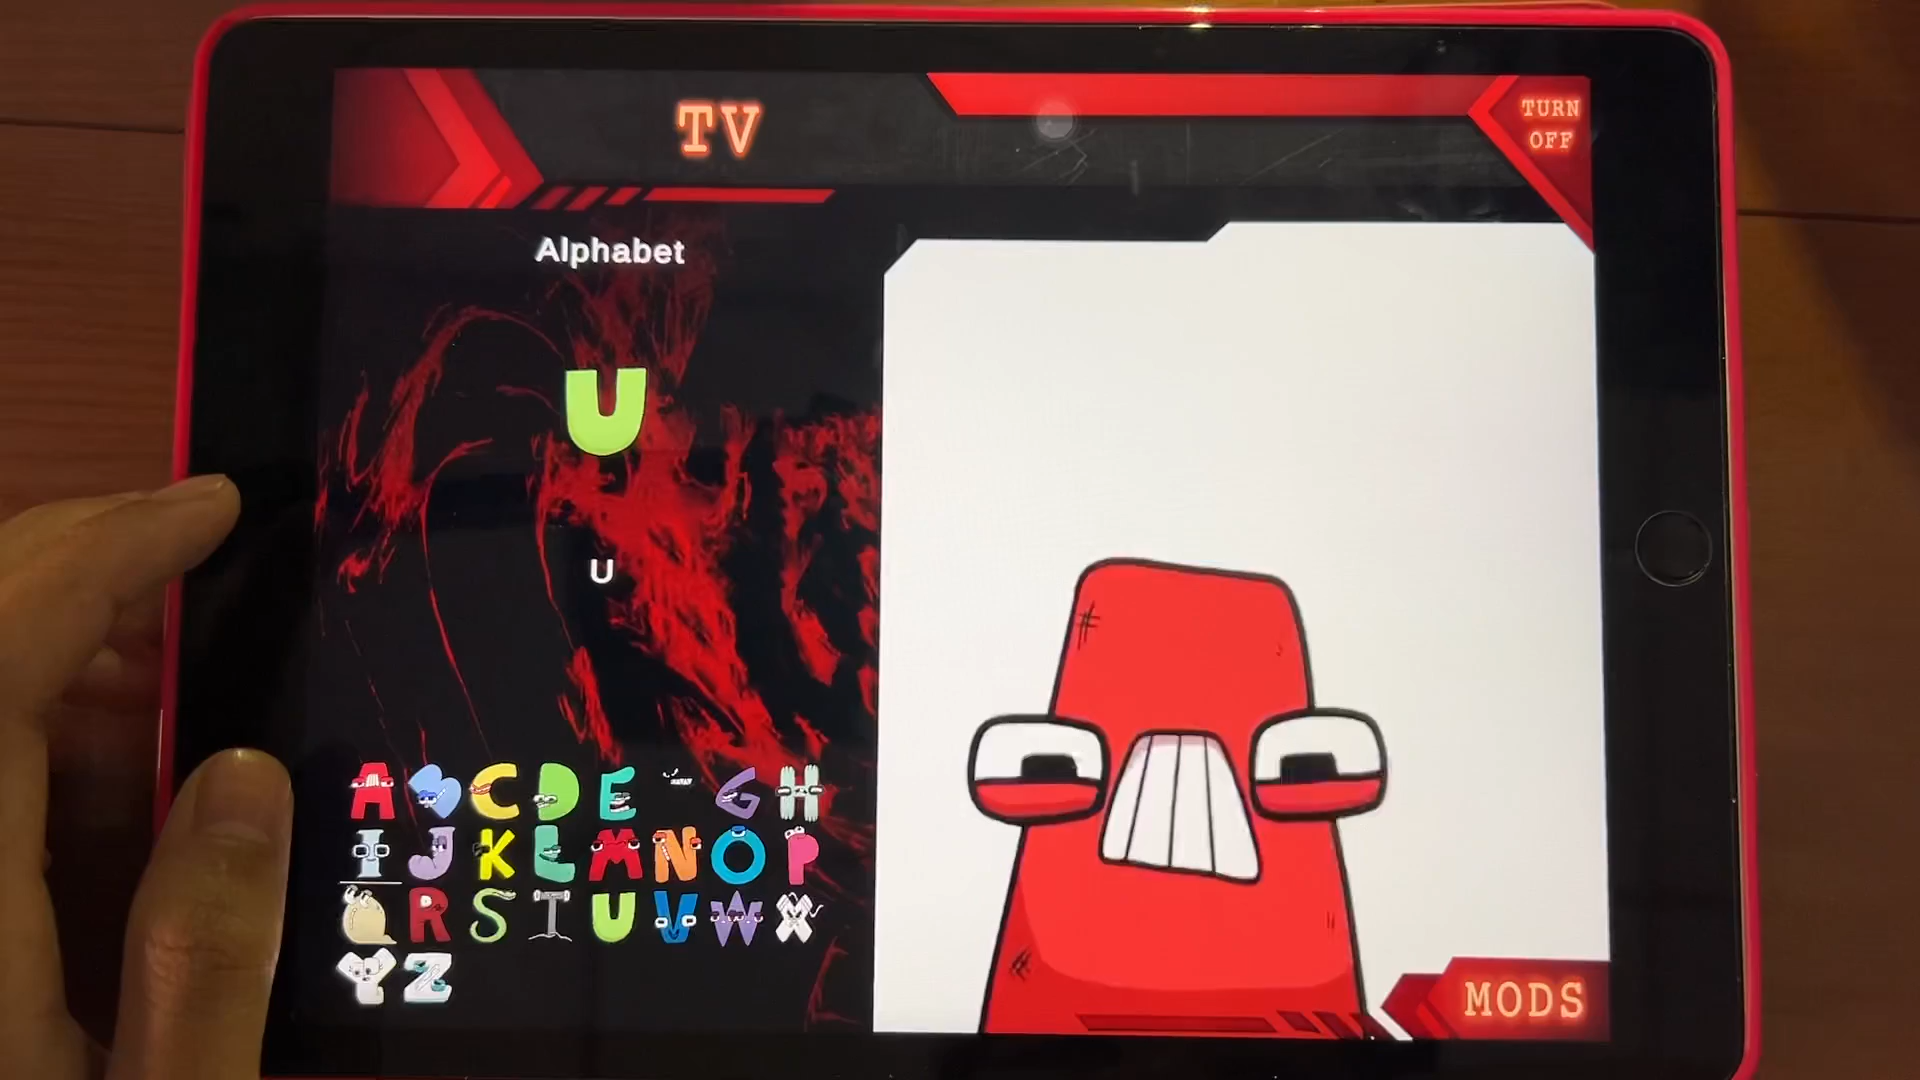 TV
TURN
OFF
Alphabet
U
U
A B C D E G H
I J K L M N O P
Q R S T U V W X
Y Z
MODS